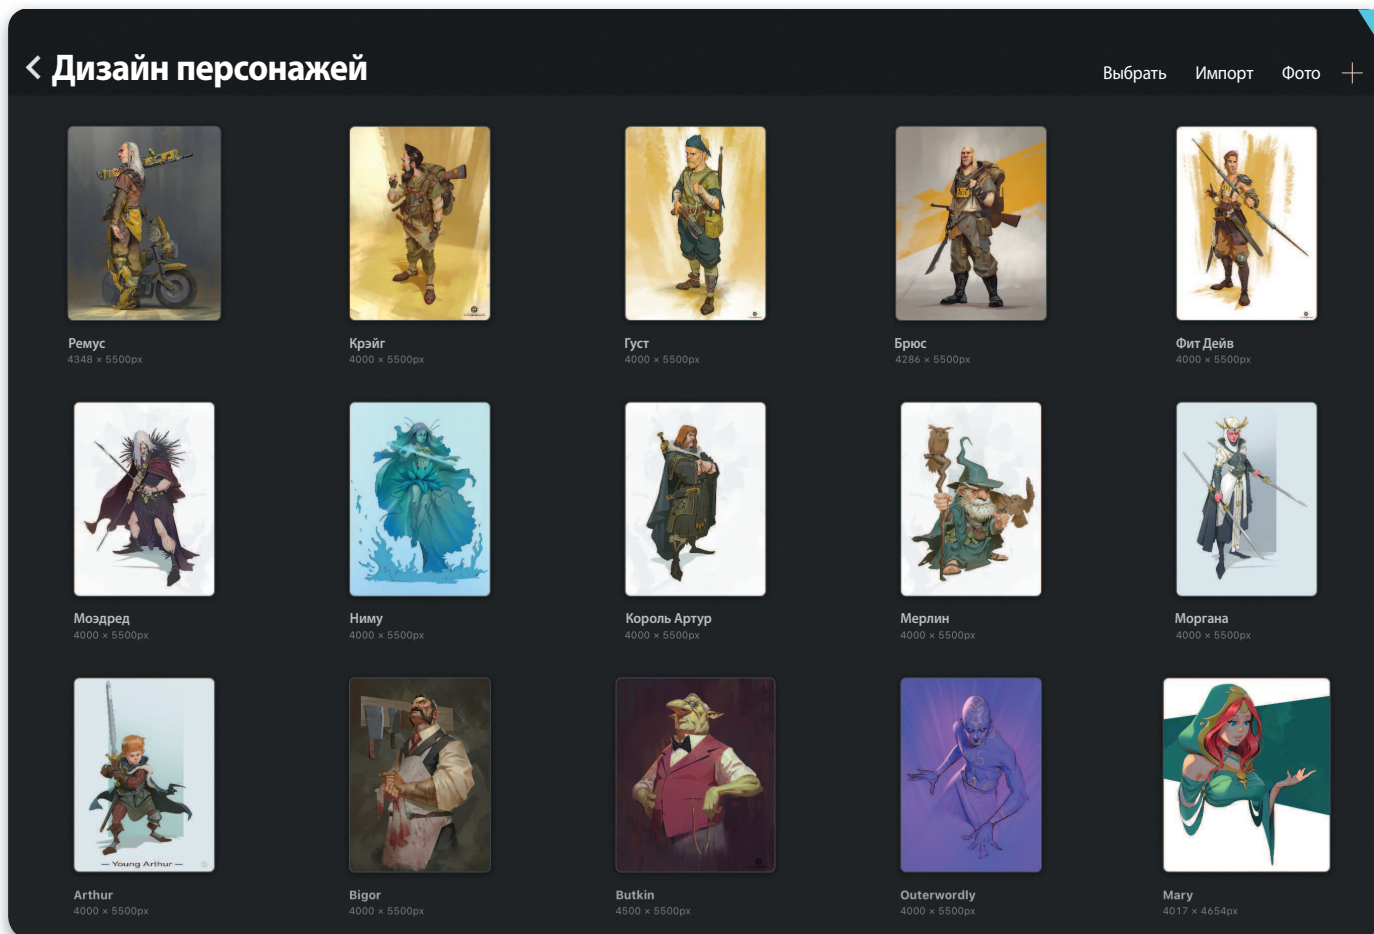 Дизайн персонажей
Выбрать Импорт Фото
Ремус
4348 × 5500px
Крэйг
4000 × 5500px
Густ
4000 × 5500px
Брюс
4286 × 5500px
Фит Дейв
4000 × 5500px
Моэдред
4000 × 5500px
Ниму
4000 × 5500px
Король Артур
4000 × 5500px
Мерлин
4000 × 5500px
Моргана
4000 × 5500px
— Young Arthur —
Arthur
4000 × 5500px
Bigor
4000 × 5500px
Butkin
4500 × 5500px
Outerwordly
4000 × 5500px
Mary
4017 × 4654px